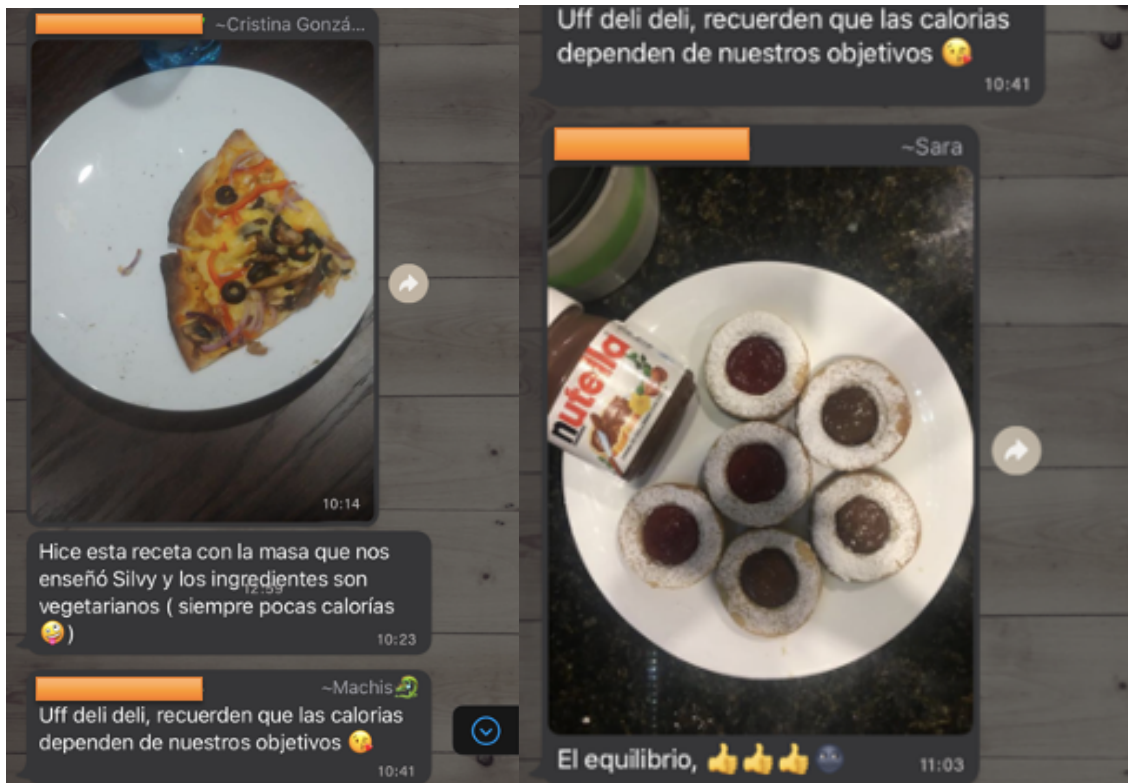 ~Cristina Gonzá...
10:14
Hice esta receta con la masa que nos
enseñó Silvy y los ingredientes son
12:59
vegetarianos ( siempre pocas calorías
🤪)
10:23
~Machis🐉
Uff deli deli, recuerden que las calorias
dependen de nuestros objetivos 😘
10:41
Uff deli deli, recuerden que las calorias
dependen de nuestros objetivos 😘
10:41
~Sara
nutella
El equilibrio, 👍👍👍🌚
11:03